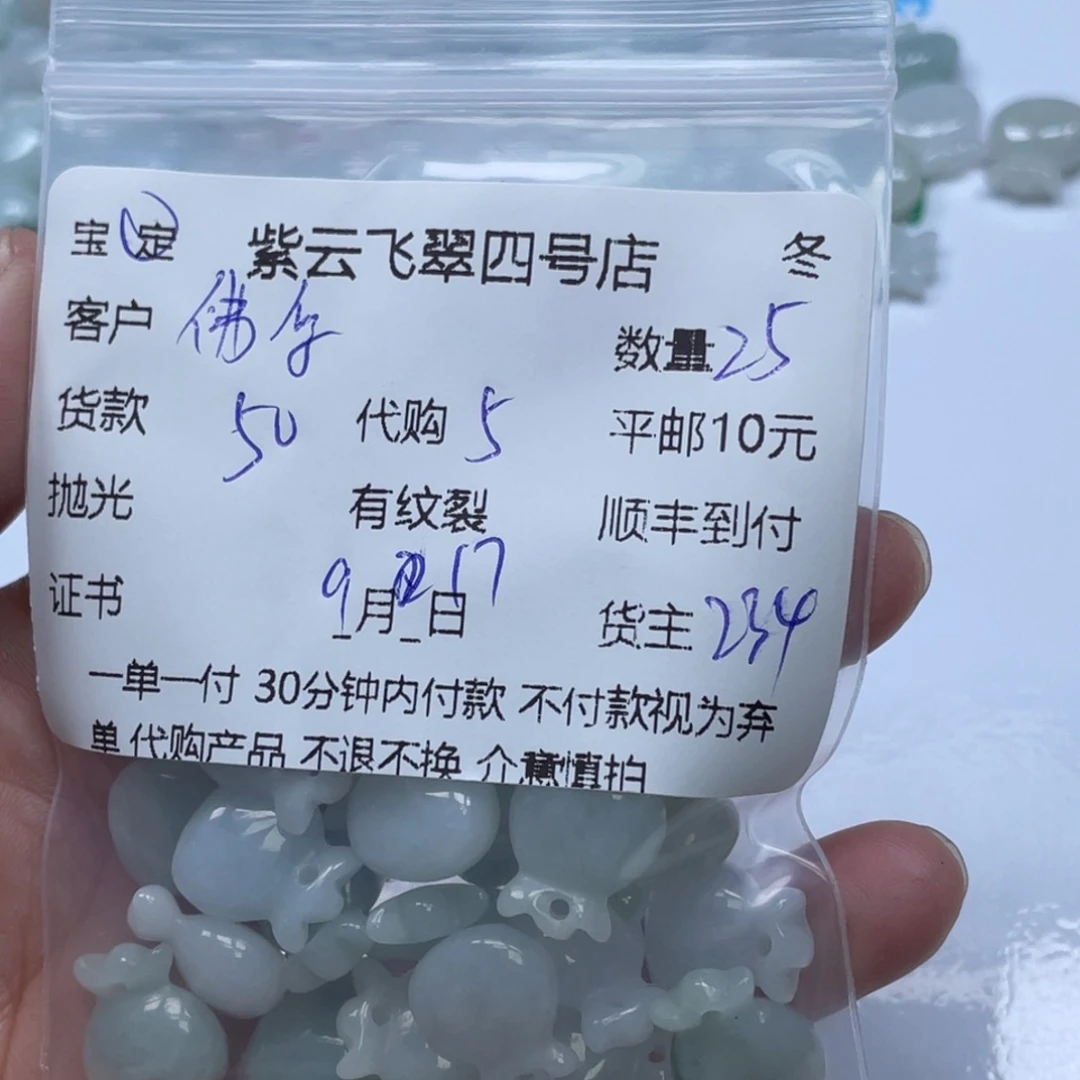 宝 定 紫云飞翠四号店 冬
客户 佛缘 数量 25
货款 50 代购 5 平邮10元
抛光 有纹裂 顺丰到付
证书 9月17日 货主 234
一单一付 30分钟内付款 不付款视为弃
单 代购产品 不退不换 介意慎拍